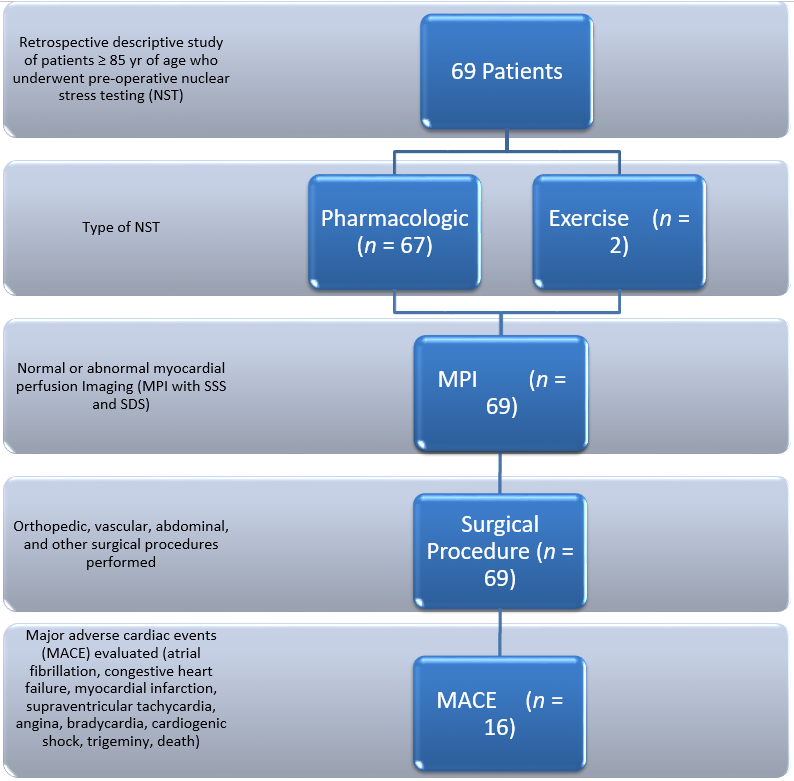 Retrospective descriptive study
of patients ≥ 85 yr of age who
underwent pre-operative nuclear
stress testing (NST)
69 Patients
Type of NST
Pharmacologic
(n = 67)
Exercise (n =
2)
Normal or abnormal myocardial
perfusion Imaging (MPI with SSS
and SDS)
MPI (n =
69)
Orthopedic, vascular, abdominal,
and other surgical procedures
performed
Surgical
Procedure (n =
69)
Major adverse cardiac events
(MACE) evaluated (atrial
fibrillation, congestive heart
failure, myocardial infarction,
supraventricular tachycardia,
angina, bradycardia, cardiogenic
shock, trigeminy, death)
MACE (n =
16)